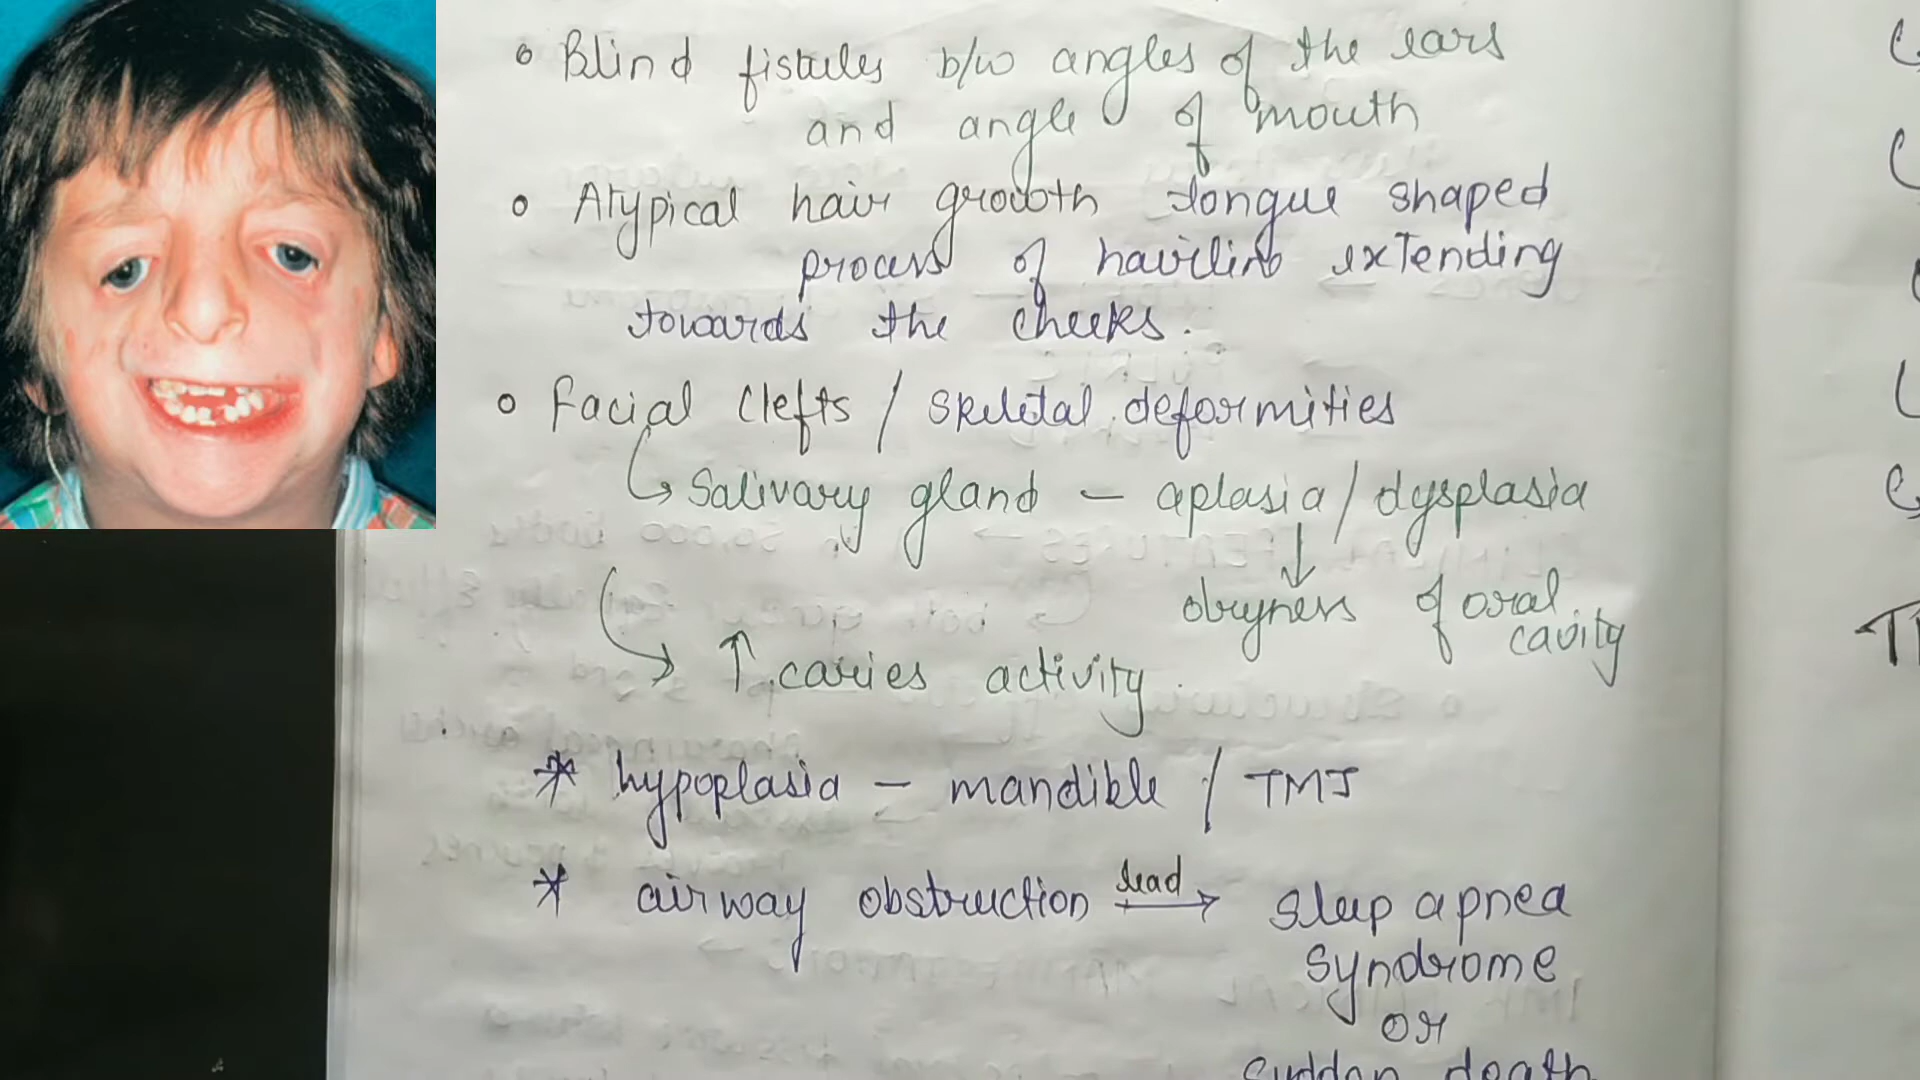 Blind fistules b/w angles of the ears
and angle of mouth
Atypical hair growth tongue shaped
process of hairline extending
towards the cheeks.
Facial clefts / skeletal deformities
Salivary gland - aplasia / dysplasia
dryness of oral
cavity
↑ caries activity.
* hypoplasia - mandible / TMJ
* airway obstruction lead → sleep apnea
syndrome
or
sudden death